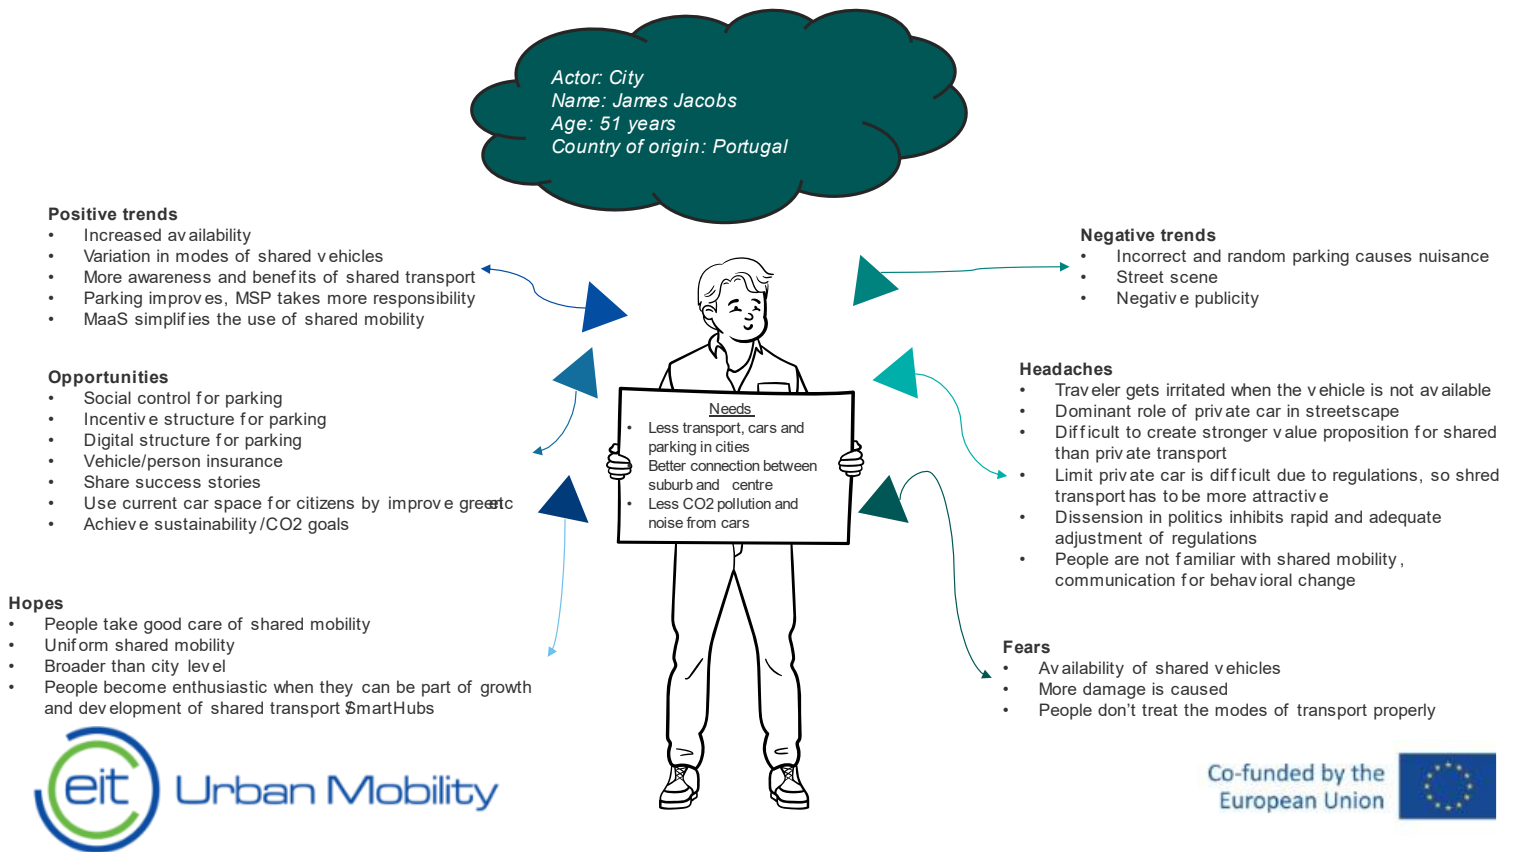 Actor: City
Name: James Jacobs
Age: 51 years
Country of origin: Portugal
Positive trends
• Increased availability
• Variation in modes of shared vehicles
• More awareness and benefits of shared transport
• Parking improves, MSP takes more responsibility
• MaaS simplifies the use of shared mobility
Opportunities
• Social control for parking
• Incentive structure for parking
• Digital structure for parking
• Vehicle/person insurance
• Share success stories
• Use current car space for citizens by improve green etc
• Achieve sustainability/CO2 goals
Hopes
• People take good care of shared mobility
• Uniform shared mobility
• Broader than city level
• People become enthusiastic when they can be part of growth
and development of shared transport / SmartHubs
Needs
• Less transport, cars and
parking in cities
• Better connection between
suburb and centre
• Less CO2 pollution and
noise from cars
Negative trends
• Incorrect and random parking causes nuisance
• Street scene
• Negative publicity
Headaches
• Traveler gets irritated when the vehicle is not available
• Dominant role of private car in streetscape
• Difficult to create stronger value proposition for shared
than private transport
• Limit private car is difficult due to regulations, so shred
transport has to be more attractive
• Dissension in politics inhibits rapid and adequate
adjustment of regulations
• People are not familiar with shared mobility,
communication for behavioral change
Fears
• Availability of shared vehicles
• More damage is caused
• People don't treat the modes of transport properly
eit Urban Mobility
Co-funded by the
European Union